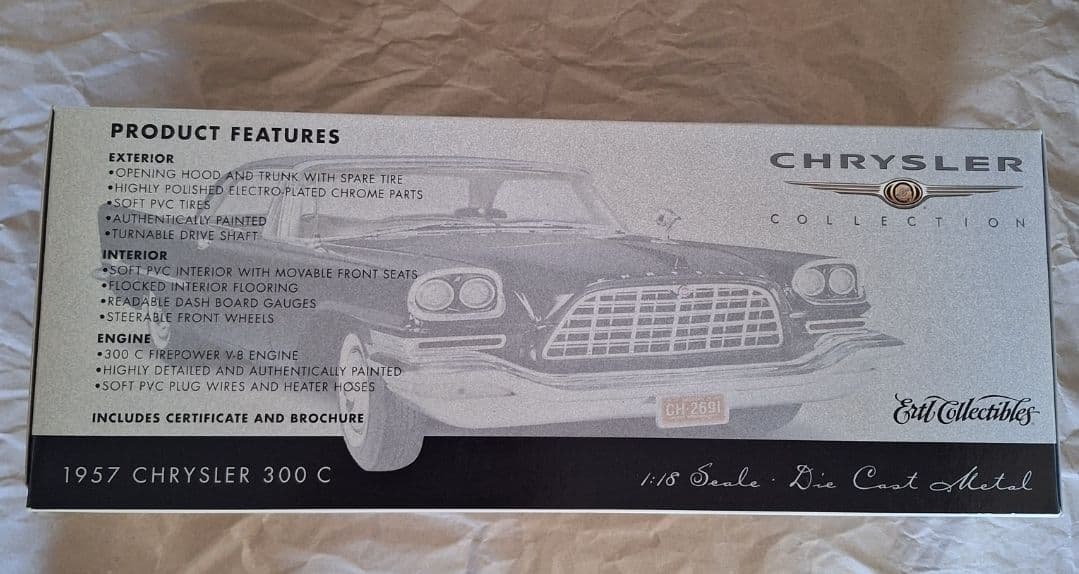 PRODUCT FEATURES
EXTERIOR
•OPENING HOOD AND TRUNK WITH SPARE TIRE
•HIGHLY POLISHED ELECTRO-PLATED CHROME PARTS
•SOFT PVC TIRES
•AUTHENTICALLY PAINTED
•TURNABLE DRIVE SHAFT
INTERIOR
•SOFT PVC INTERIOR WITH MOVABLE FRONT SEATS
•FLOCKED INTERIOR FLOORING
•READABLE DASH BOARD GAUGES
•STEERABLE FRONT WHEELS
ENGINE
•300 C FIREPOWER V-8 ENGINE
•HIGHLY DETAILED AND AUTHENTICALLY PAINTED
•SOFT PVC PLUG WIRES AND HEATER HOSES
INCLUDES CERTIFICATE AND BROCHURE
CHRYSLER
COLLECTION
CH-2691
Ertl Collectibles
1957 CHRYSLER 300 C
1:18 Scale · Die Cast Metal